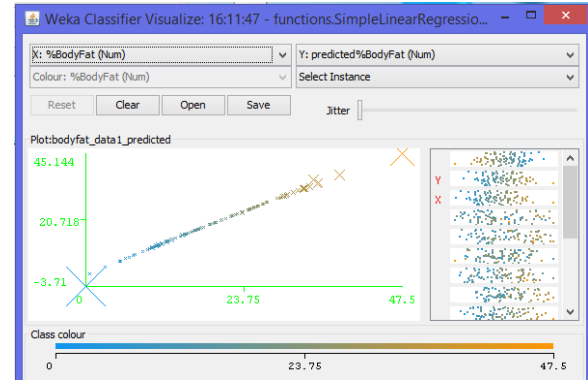 Weka Classifier Visualize: 16:11:47 - functions.SimpleLinearRegressio...
X: %BodyFat (Num) Y: predicted%BodyFat (Num)
Colour: %BodyFat (Num) Select Instance
Reset Clear Open Save Jitter
Plot:bodyfat_data1_predicted
45.144
20.718
-3.71
0 23.75 47.5
Y
X
Class colour
0 23.75 47.5